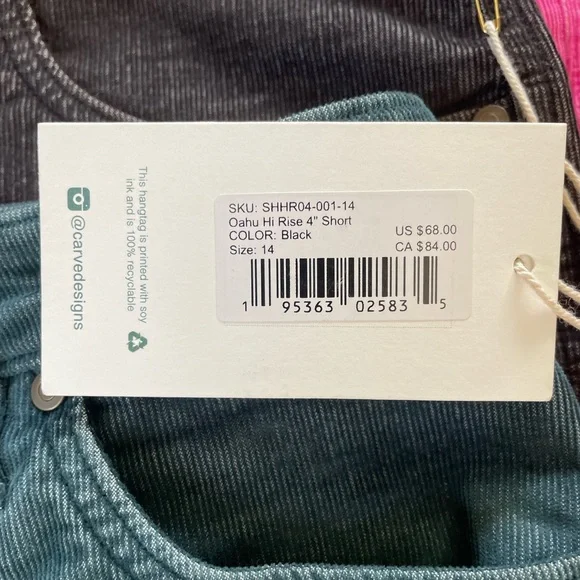 SKU: SHHR04-001-14
Oahu Hi Rise 4" Short
COLOR: Black
Size: 14
US $68.00
CA $84.00
1 95363 02583 5
This hangtag is printed with soy
ink and is 100% recyclable
@carvedesigns